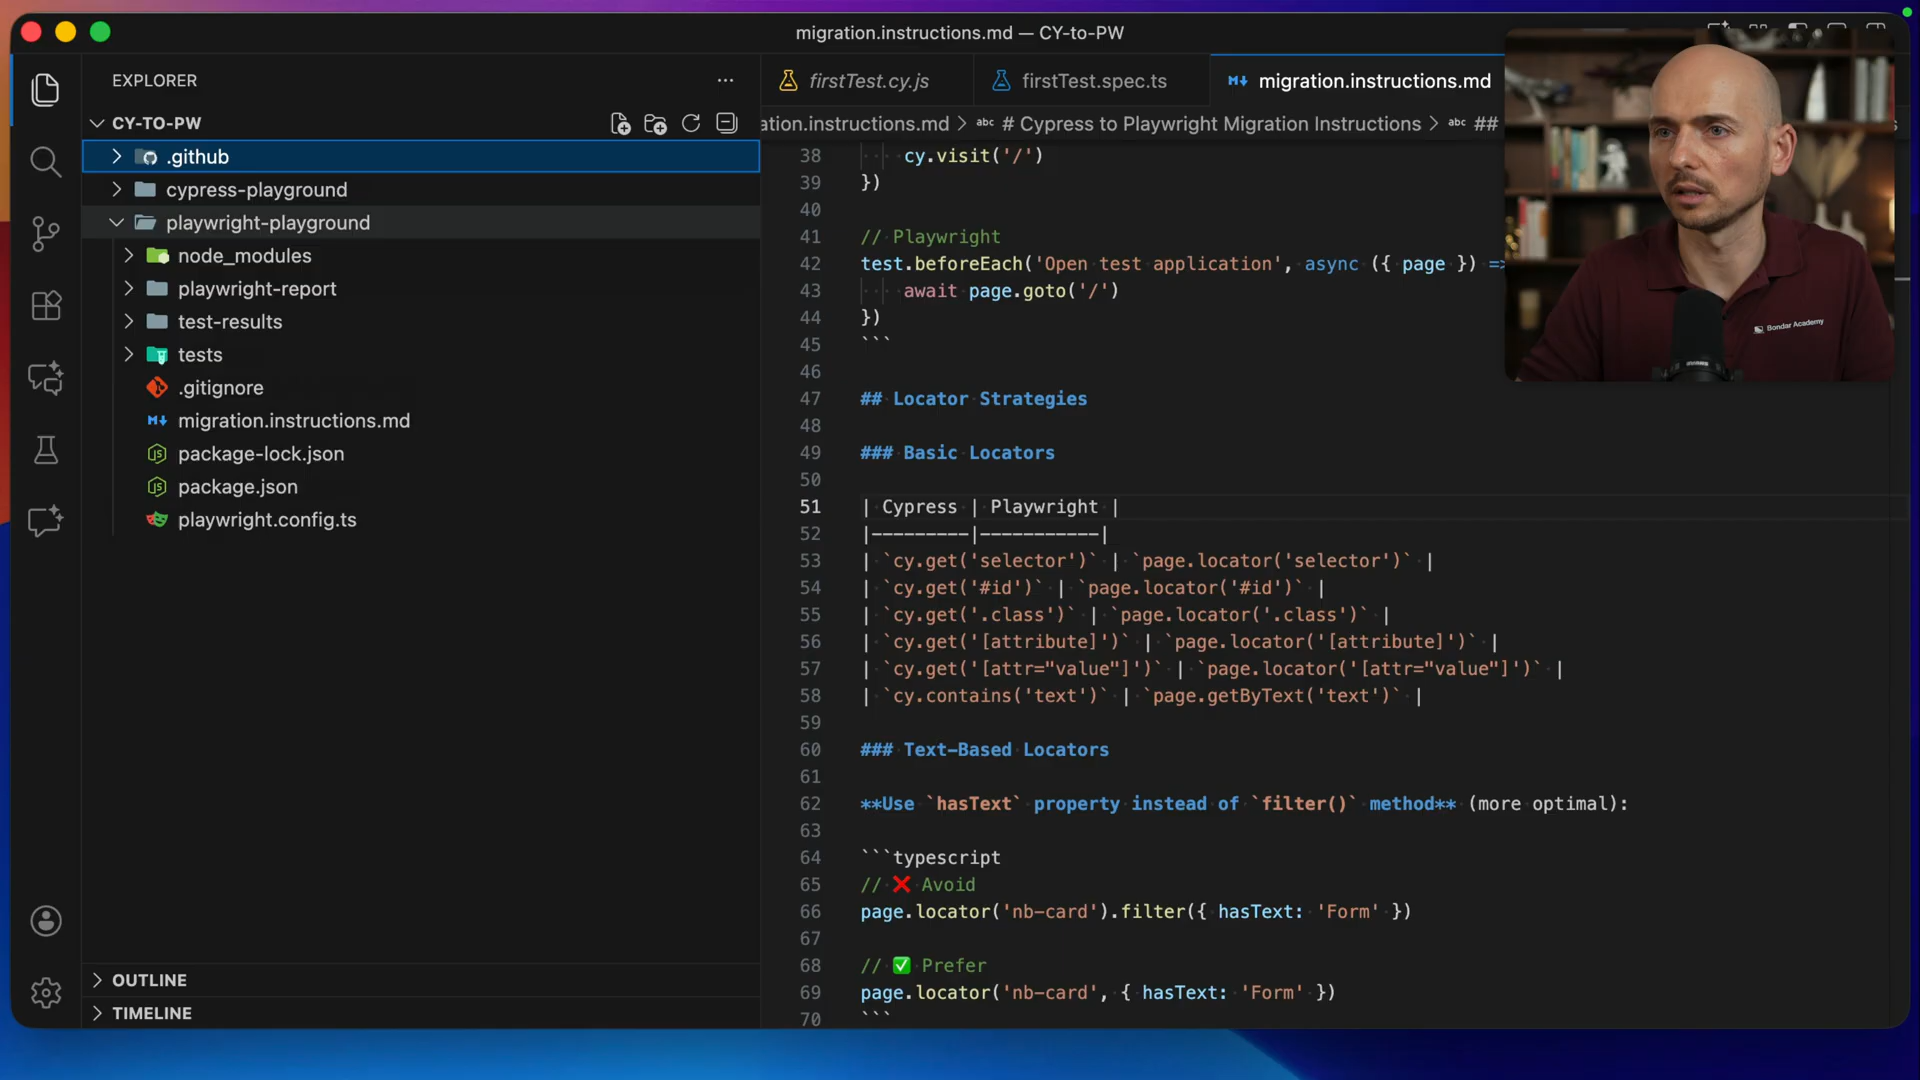 migration.instructions.md — CY-to-PW
EXPLORER
CY-TO-PW
.github
cypress-playground
playwright-playground
node_modules
playwright-report
test-results
tests
.gitignore
migration.instructions.md
package-lock.json
package.json
playwright.config.ts
OUTLINE
TIMELINE
firstTest.cy.js
firstTest.spec.ts
migration.instructions.md
ation.instructions.md > abc # Cypress to Playwright Migration Instructions > abc ##
38 cy.visit('/')
39 })
40
41 // Playwright
42 test.beforeEach('Open test application', async ({ page }) =>
43 await page.goto('/')
44 })
45 ```
46
47 ## Locator Strategies
48
49 ### Basic Locators
50
51 | Cypress | Playwright |
52 |---------|-----------|
53 | `cy.get('selector')` | `page.locator('selector')` |
54 | `cy.get('#id')` | `page.locator('#id')` |
55 | `cy.get('.class')` | `page.locator('.class')` |
56 | `cy.get('[attribute]')` | `page.locator('[attribute]')` |
57 | `cy.get('[attr="value"]')` | `page.locator('[attr="value"]')` |
58 | `cy.contains('text')` | `page.getByText('text')` |
59
60 ### Text-Based Locators
61
62 **Use `hasText` property instead of `filter()` method** (more optimal):
63
64 ```typescript
65 // ❌ Avoid
66 page.locator('nb-card').filter({ hasText: 'Form' })
67
68 // ✅ Prefer
69 page.locator('nb-card', { hasText: 'Form' })
70 ```
Bondar Academy